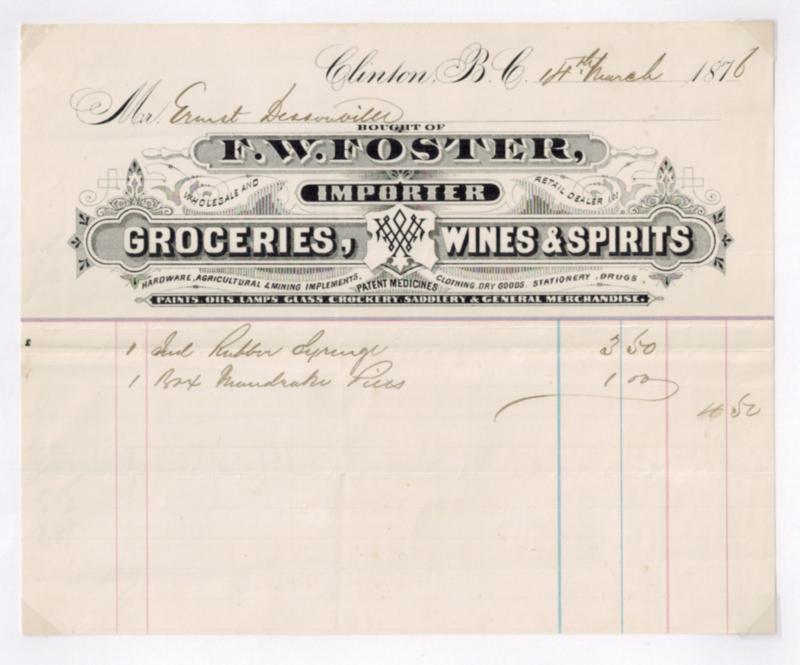 Clinton, B.C. 14th March 1876
Mr. Ernst Dessonville
BOUGHT OF
F. W. FOSTER,
WHOLESALE AND IMPORTER RETAIL DEALER IN
GROCERIES, WINES & SPIRITS
HARDWARE, AGRICULTURAL & MINING IMPLEMENTS, PATENT MEDICINES CLOTHING, DRY GOODS. STATIONERY. DRUGS.
PAINTS. OILS. LAMPS. GLASS. CROCKERY. SADDLERY & GENERAL MERCHANDISE.
1 Ind Rubber Syringe 3 50
1 Box Mandrake Pills 1 00
4 50